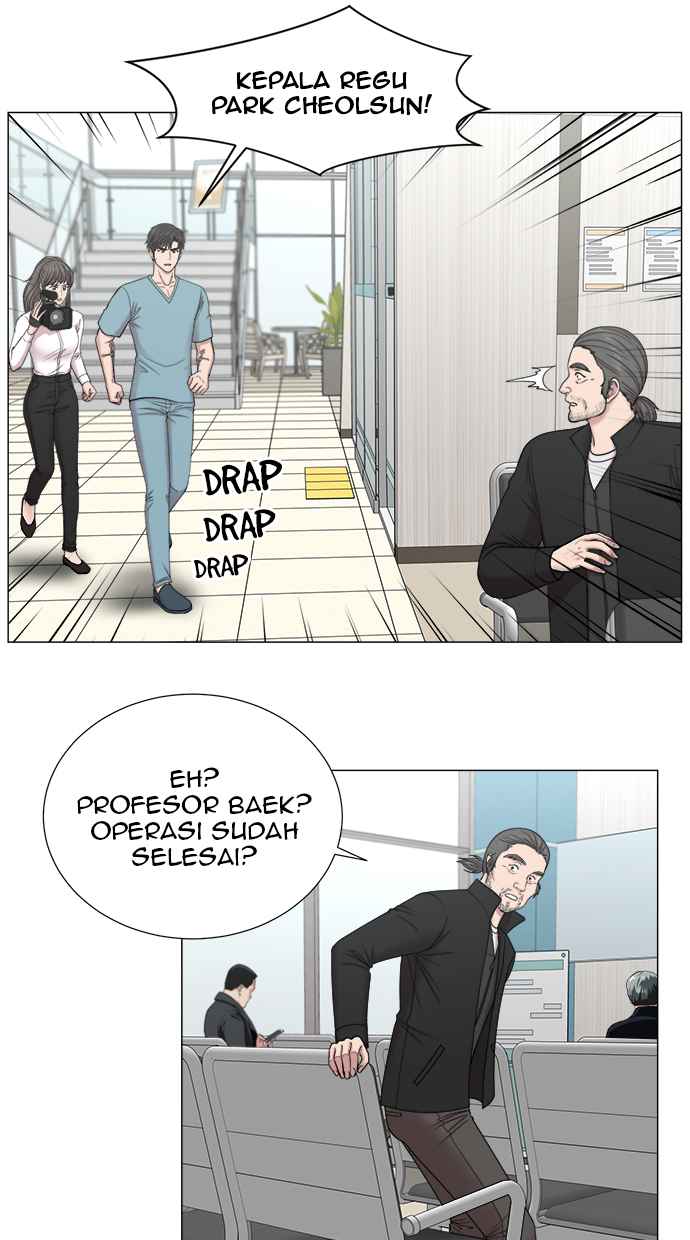 KEPALA REGU
PARK CHEOLSUN!
DRAP
DRAP
DRAP
EH?
PROFESOR BAEK?
OPERASI SUDAH
SELESAI?